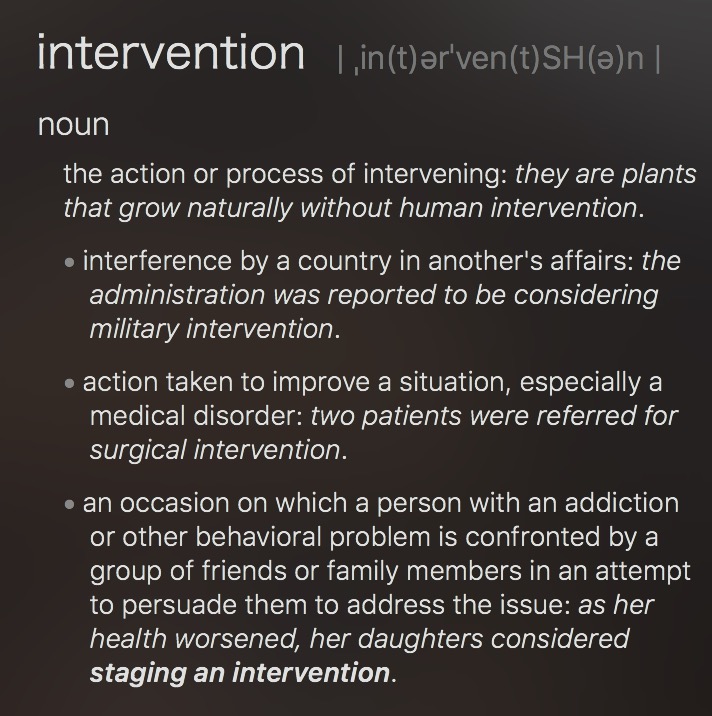 intervention | ˌin(t)ərˈven(t)SH(ə)n |
noun
the action or process of intervening: they are plants
that grow naturally without human intervention.
• interference by a country in another's affairs: the
administration was reported to be considering
military intervention.
• action taken to improve a situation, especially a
medical disorder: two patients were referred for
surgical intervention.
• an occasion on which a person with an addiction
or other behavioral problem is confronted by a
group of friends or family members in an attempt
to persuade them to address the issue: as her
health worsened, her daughters considered
staging an intervention.